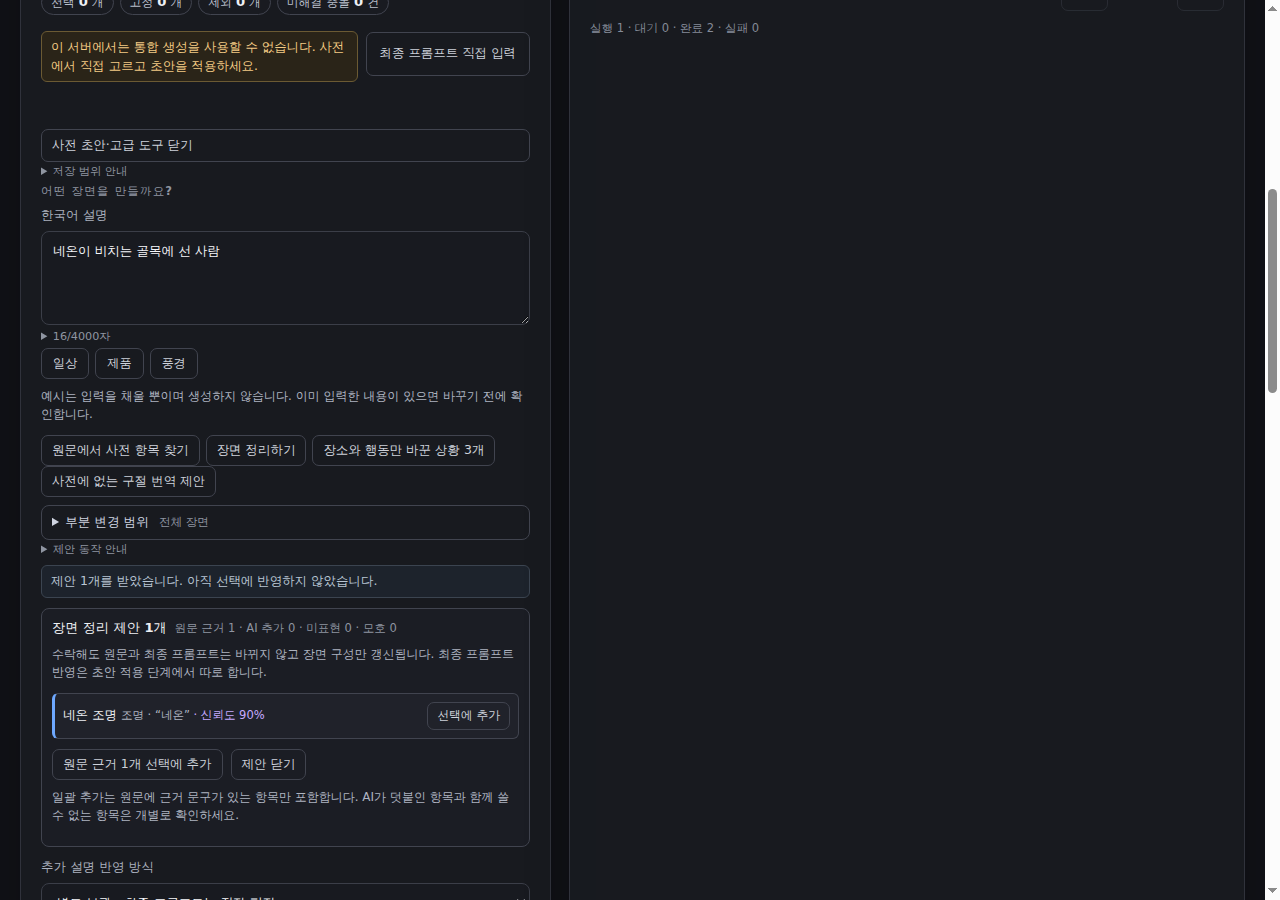 선택 0 개 고정 0 개 제외 0 개 미해결 충돌 0 건
이 서버에서는 통합 생성을 사용할 수 없습니다. 사전
에서 직접 고르고 초안을 적용하세요.
최종 프롬프트 직접 입력
사전 초안·고급 도구 닫기
▶ 저장 범위 안내
어떤 장면을 만들까요?
한국어 설명
네온이 비치는 골목에 선 사람
▶ 16/4000자
일상 제품 풍경
예시는 입력을 채울 뿐이며 생성하지 않습니다. 이미 입력한 내용이 있으면 바꾸기 전에 확
인합니다.
원문에서 사전 항목 찾기 장면 정리하기 장소와 행동만 바꾼 상황 3개
사전에 없는 구절 번역 제안
▶ 부분 변경 범위 전체 장면
▶ 제안 동작 안내
제안 1개를 받았습니다. 아직 선택에 반영하지 않았습니다.
장면 정리 제안 1개 원문 근거 1 · AI 추가 0 · 미표현 0 · 모호 0
수락해도 원문과 최종 프롬프트는 바뀌지 않고 장면 구성만 갱신됩니다. 최종 프롬프트
반영은 초안 적용 단계에서 따로 합니다.
네온 조명 조명 · “네온” · 신뢰도 90% 선택에 추가
원문 근거 1개 선택에 추가 제안 닫기
일괄 추가는 원문에 근거 문구가 있는 항목만 포함합니다. AI가 덧붙인 항목과 함께 쓸
수 없는 항목은 개별로 확인하세요.
추가 설명 반영 방식
실행 1 · 대기 0 · 완료 2 · 실패 0